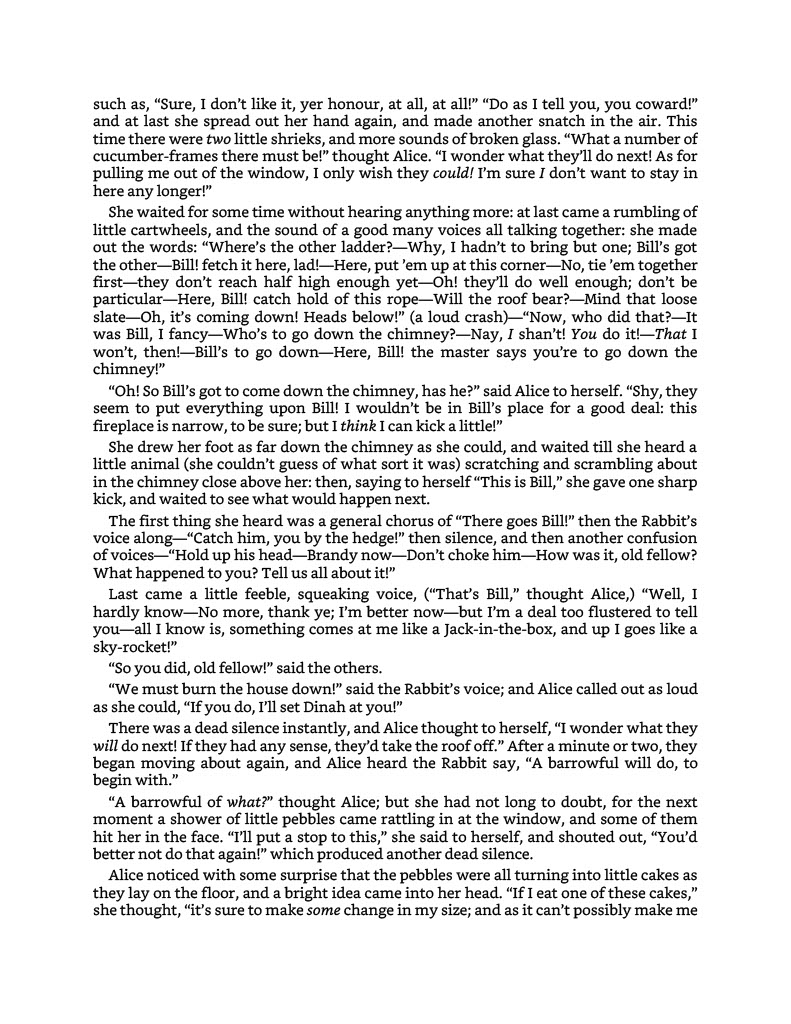 such as, “Sure, I don’t like it, yer honour, at all, at all!” “Do as I tell you, you coward!”
and at last she spread out her hand again, and made another snatch in the air. This
time there were two little shrieks, and more sounds of broken glass. “What a number of
cucumber-frames there must be!” thought Alice. “I wonder what they’ll do next! As for
pulling me out of the window, I only wish they could! I’m sure I don’t want to stay in
here any longer!”
She waited for some time without hearing anything more: at last came a rumbling of
little cartwheels, and the sound of a good many voices all talking together: she made
out the words: “Where’s the other ladder?—Why, I hadn’t to bring but one; Bill’s got
the other—Bill! fetch it here, lad!—Here, put ’em up at this corner—No, tie ’em together
first—they don’t reach half high enough yet—Oh! they’ll do well enough; don’t be
particular—Here, Bill! catch hold of this rope—Will the roof bear?—Mind that loose
slate—Oh, it’s coming down! Heads below!” (a loud crash)—“Now, who did that?—It
was Bill, I fancy—Who’s to go down the chimney?—Nay, I shan’t! You do it!—That I
won’t, then!—Bill’s to go down—Here, Bill! the master says you’re to go down the
chimney!”
“Oh! So Bill’s got to come down the chimney, has he?” said Alice to herself. “Shy, they
seem to put everything upon Bill! I wouldn’t be in Bill’s place for a good deal: this
fireplace is narrow, to be sure; but I think I can kick a little!”
She drew her foot as far down the chimney as she could, and waited till she heard a
little animal (she couldn’t guess of what sort it was) scratching and scrambling about
in the chimney close above her: then, saying to herself “This is Bill,” she gave one sharp
kick, and waited to see what would happen next.
The first thing she heard was a general chorus of “There goes Bill!” then the Rabbit’s
voice along—“Catch him, you by the hedge!” then silence, and then another confusion
of voices—“Hold up his head—Brandy now—Don’t choke him—How was it, old fellow?
What happened to you? Tell us all about it!”
Last came a little feeble, squeaking voice, (“That’s Bill,” thought Alice,) “Well, I
hardly know—No more, thank ye; I’m better now—but I’m a deal too flustered to tell
you—all I know is, something comes at me like a Jack-in-the-box, and up I goes like a
sky-rocket!”
“So you did, old fellow!” said the others.
“We must burn the house down!” said the Rabbit’s voice; and Alice called out as loud
as she could, “If you do, I’ll set Dinah at you!”
There was a dead silence instantly, and Alice thought to herself, “I wonder what they
will do next! If they had any sense, they’d take the roof off.” After a minute or two, they
began moving about again, and Alice heard the Rabbit say, “A barrowful will do, to
begin with.”
“A barrowful of what?” thought Alice; but she had not long to doubt, for the next
moment a shower of little pebbles came rattling in at the window, and some of them
hit her in the face. “I’ll put a stop to this,” she said to herself, and shouted out, “You’d
better not do that again!” which produced another dead silence.
Alice noticed with some surprise that the pebbles were all turning into little cakes as
they lay on the floor, and a bright idea came into her head. “If I eat one of these cakes,”
she thought, “it’s sure to make some change in my size; and as it can’t possibly make me